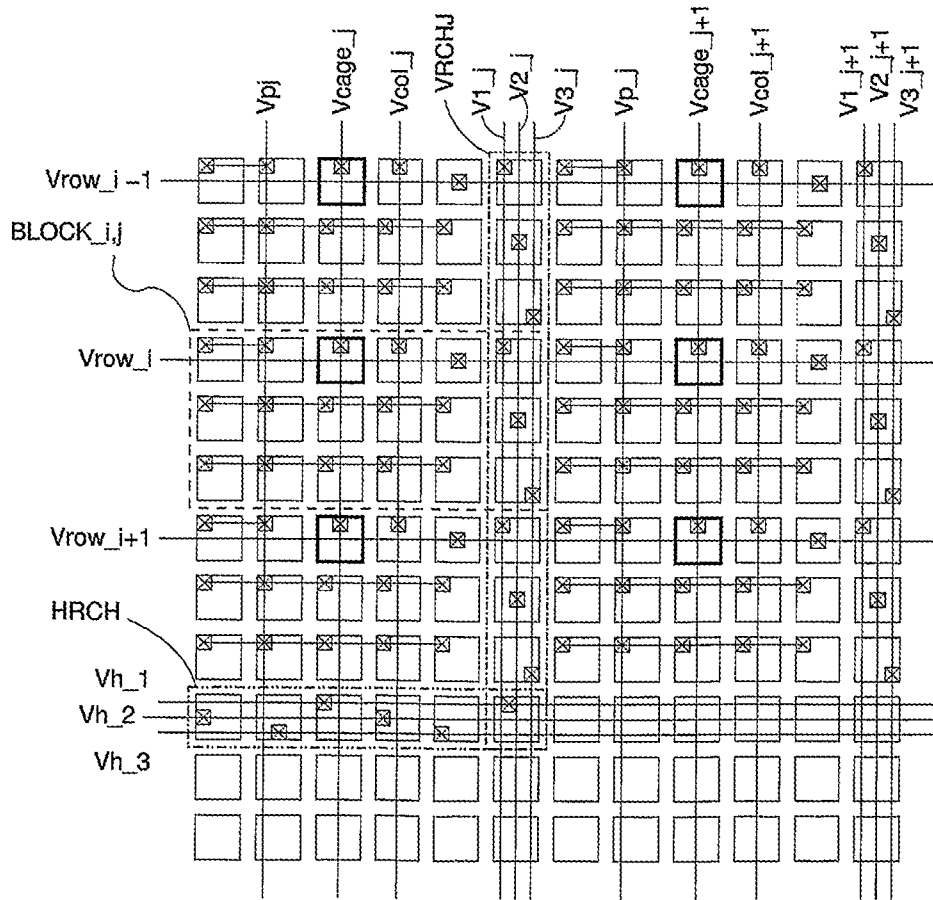 Vpj
Vcage_j
Vcol_j
VRCHJ
V1_j
V2_j
V3_j
Vp_j
Vcage_j+1
Vcol_j+1
V1_j+1
V2_j+1
V3_j+1
Vrow_i -1
BLOCK_i,j
Vrow_i
Vrow_i+1
HRCH
Vh_1
Vh_2
Vh_3